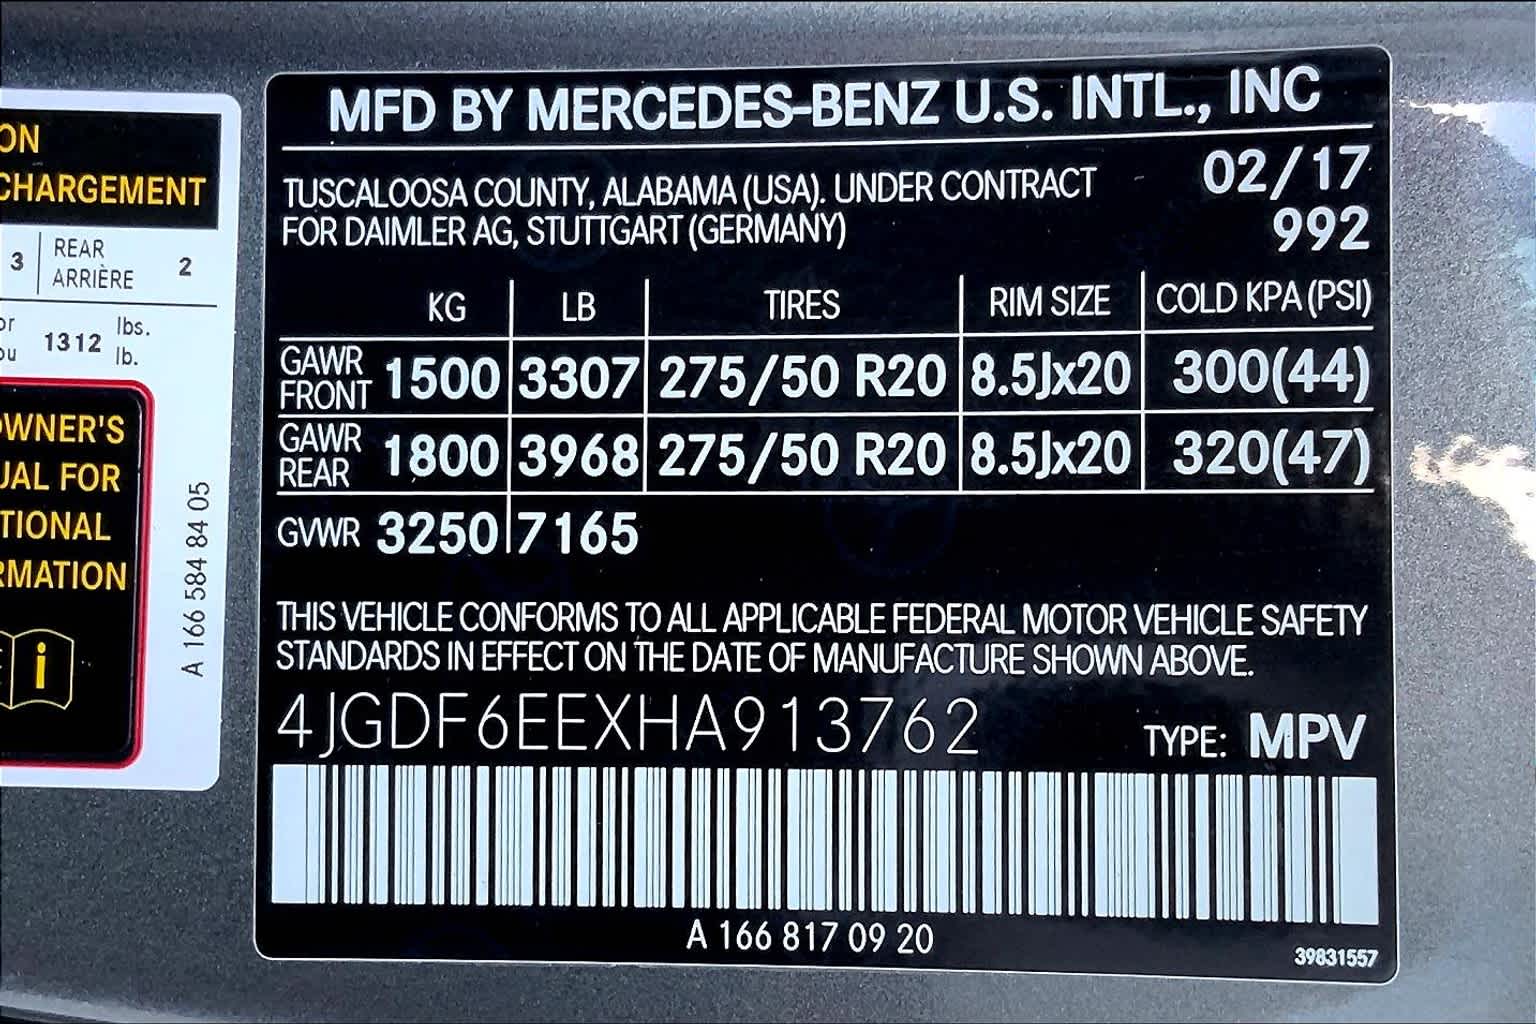 ON
CHARGEMENT
3 REAR ARRIÈRE 2
1312 lbs.
lb.
OWNER'S
FOR
A 166 584 84 05
MFD BY MERCEDES-BENZ U.S. INTL., INC
TUSCALOOSA COUNTY, ALABAMA (USA). UNDER CONTRACT
FOR DAIMLER AG, STUTTGART (GERMANY)
02/17
992
KG LB TIRES RIM SIZE COLD KPA (PSI)
GAWR FRONT 1500 3307 275/50 R20 8.5Jx20 300(44)
GAWR REAR 1800 3968 275/50 R20 8.5Jx20 320(47)
GVWR 3250 7165
THIS VEHICLE CONFORMS TO ALL APPLICABLE FEDERAL MOTOR VEHICLE SAFETY
STANDARDS IN EFFECT ON THE DATE OF MANUFACTURE SHOWN ABOVE.
4JGDF6EEXHA913762 TYPE: MPV
A 166 817 09 20
39831557